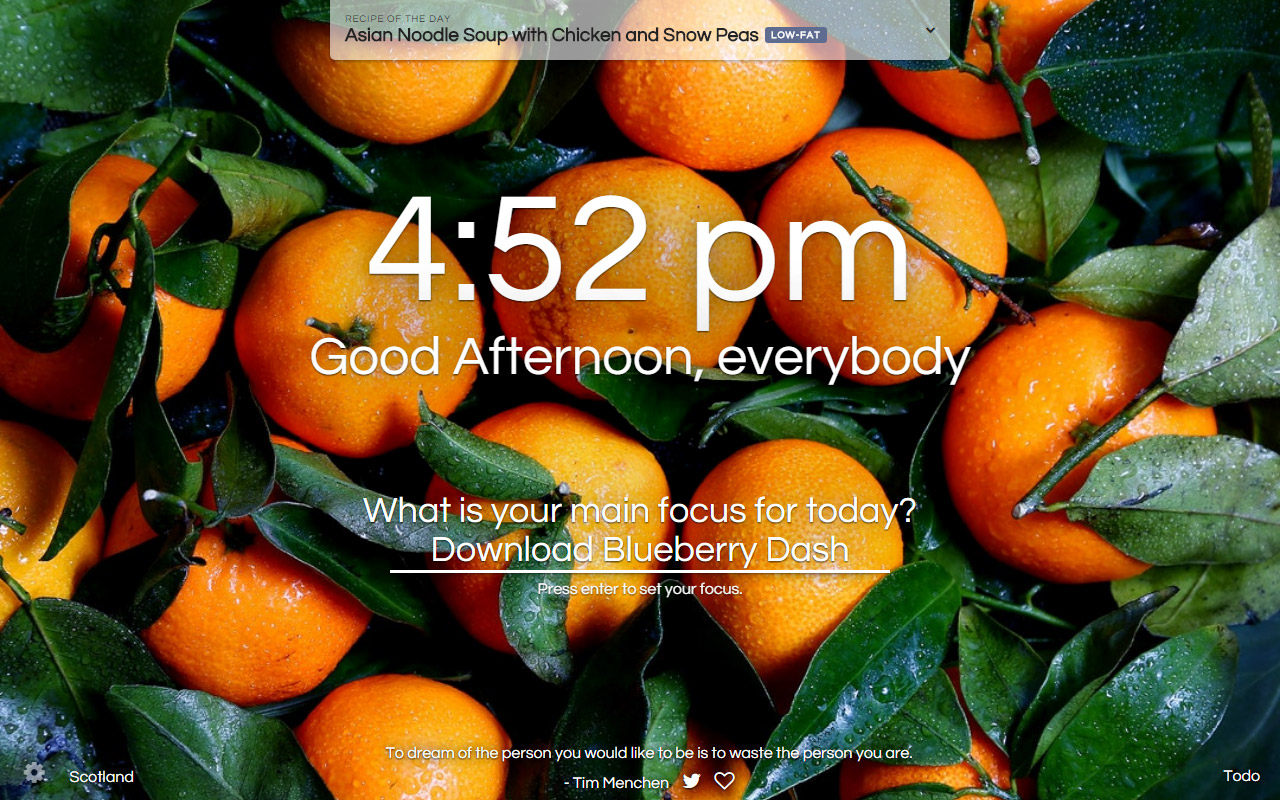 RECIPE OF THE DAY
Asian Noodle Soup with Chicken and Snow Peas LOW-FAT
4:52 pm
Good Afternoon, everybody
What is your main focus for today?
Download Blueberry Dash
Press enter to set your focus.
To dream of the person you would like to be is to waste the person you are.
- Tim Menchen
Scotland
Todo